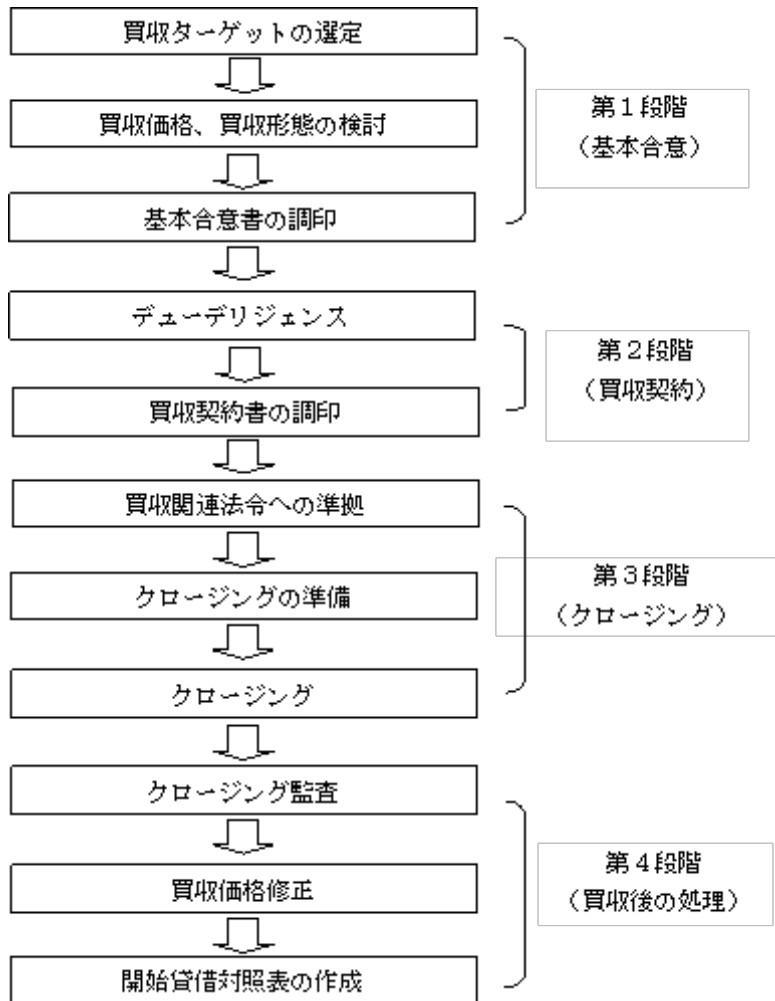 買収ターゲットの選定
買収価格、買収形態の検討
基本合意書の調印
第１段階
（基本合意）
デューデリジェンス
買収契約書の調印
第２段階
（買収契約）
買収関連法令への準拠
クロージングの準備
クロージング
第３段階
（クロージング）
クロージング監査
買収価格修正
開始貸借対照表の作成
第４段階
（買収後の処理）